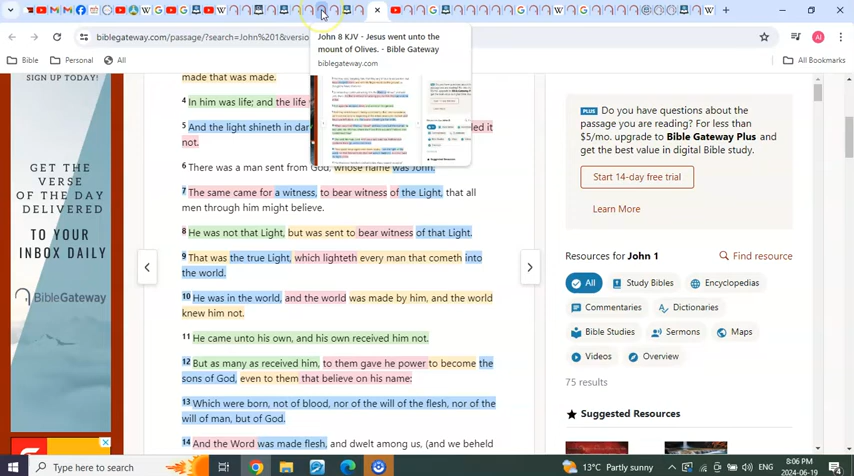 biblegateway.com/passage/?search=John%201&versio
John 8 KJV - Jesus went unto the
mount of Olives. - Bible Gateway
biblegateway.com
AI
Bible
Personal
All
All Bookmarks
SIGN UP TODAY!
GET THE
VERSE
OF THE DAY
DELIVERED
TO YOUR
INBOX DAILY
BIBLEGATEWAY
made that was made.
4 In him was life; and the life
5 And the light shineth in dar
led it
not.
6 There was a man sent from God, whose name was John.
7 The same came for a witness, to bear witness of the Light, that all
men through him might believe.
8 He was not that Light, but was sent to bear witness of that Light.
9 That was the true Light, which lighteth every man that cometh into
the world.
10 He was in the world, and the world was made by him, and the world
knew him not.
11 He came unto his own, and his own received him not.
12 But as many as received him, to them gave he power to become the
sons of God, even to them that believe on his name:
13 Which were born, not of blood, nor of the will of the flesh, nor of the
will of man, but of God.
14 And the Word was made flesh, and dwelt among us, (and we beheld
PLUS Do you have questions about the
passage you are reading? For less than
$5/mo. upgrade to Bible Gateway Plus and
get the best value in digital Bible study.
Start 14-day free trial
Learn More
Resources for John 1
Find resource
All
Study Bibles
Encyclopedias
Commentaries
Dictionaries
Bible Studies
Sermons
Maps
Videos
Overview
75 results
Suggested Resources
Type here to search
13°C Partly sunny
ENG
8:06 PM
2024-06-19